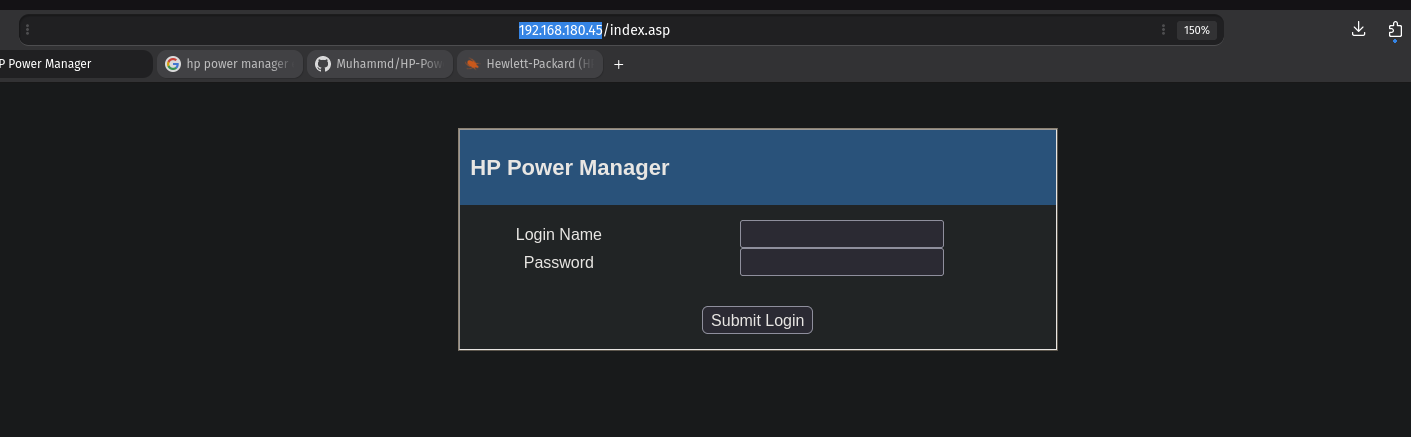 192.168.180.45/index.asp
150%
P Power Manager
hp power manager
Muhammd/HP-Pow
Hewlett-Packard (H
HP Power Manager
Login Name
Password
Submit Login